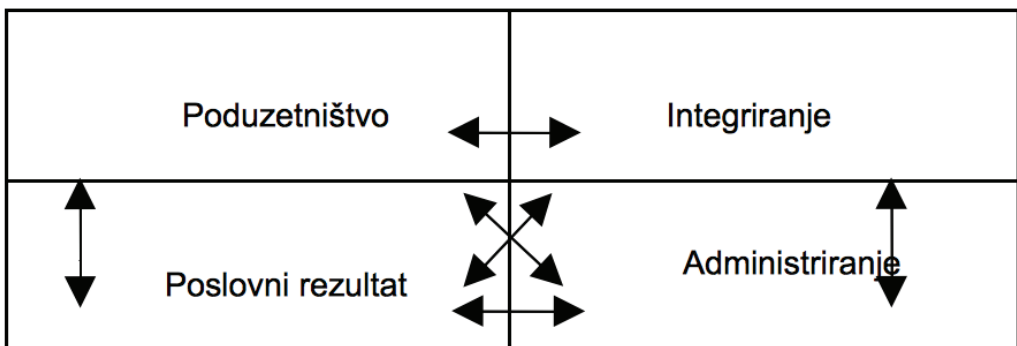 Poduzetništvo
Integriranje
Poslovni rezultat
Administriranje